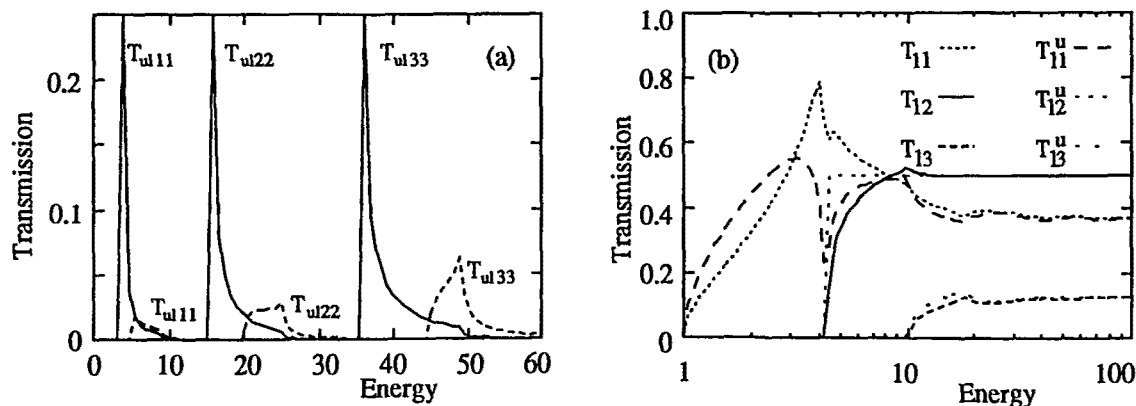 (a)
T_ul11
T_ul22
T_ul33
T_ul11
T_ul22
T_ul33
Transmission
0.2
0.1
0
0 10 20 30 40 50 60
Energy
(b)
T_11 T^u_11
T_12 T^u_12
T_13 T^u_13
Transmission
1.0
0.8
0.6
0.4
0.2
0.0
1 10 100
Energy